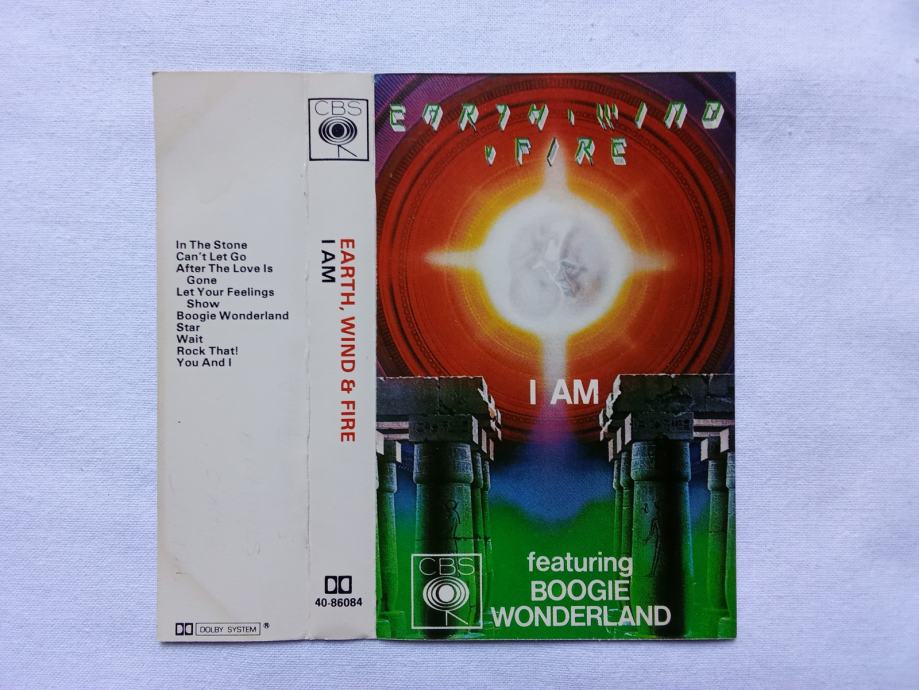 In The Stone
Can't Let Go
After The Love Is
Gone
Let Your Feelings
Show
Boogie Wonderland
Star
Wait
Rock That!
You And I
DOLBY SYSTEM ®
CBS
EARTH, WIND & FIRE
I AM
40-86084
EARTH, WIND
& FIRE
I AM
CBS
featuring
BOOGIE
WONDERLAND